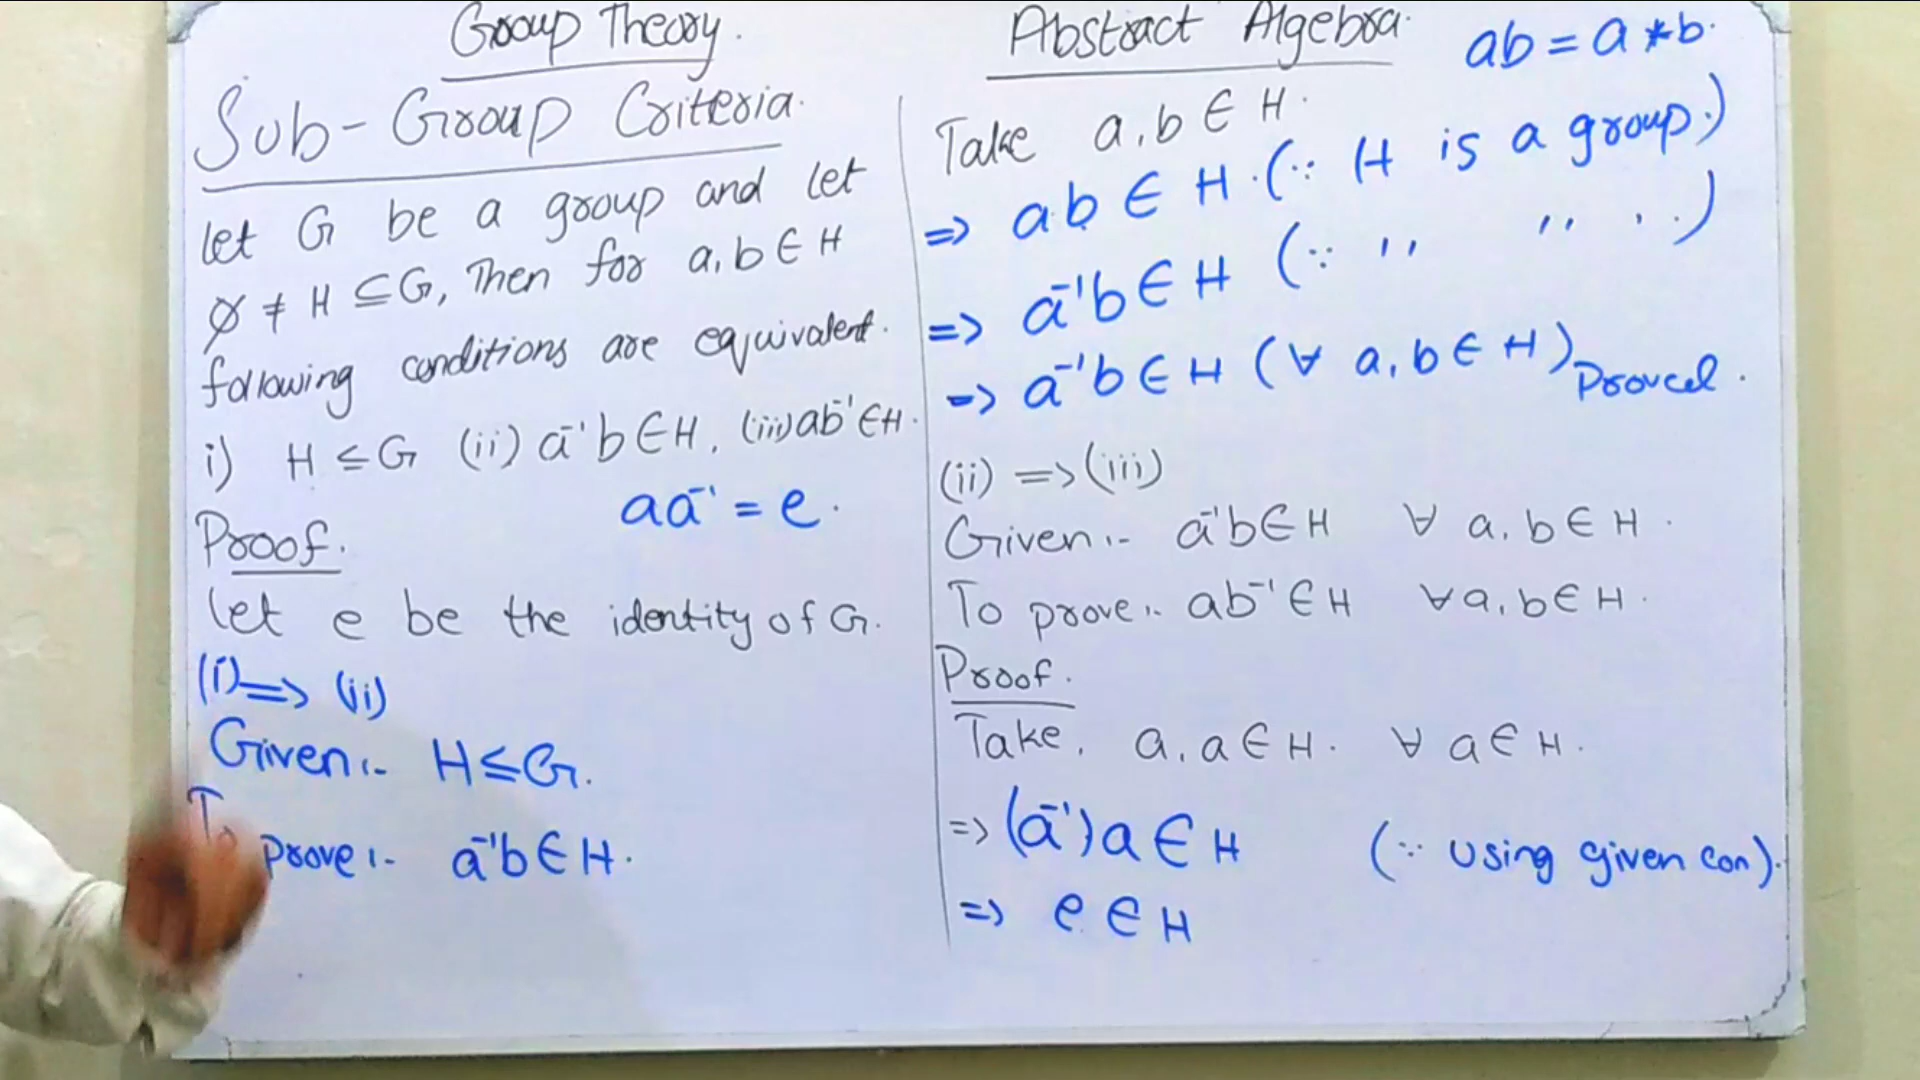 Group Theory.
Sub-Group Criteria.
let G be a group and let
∅ ≠ H ⊆ G, Then for a, b ∈ H
following conditions are equivalent.
i) H ≤ G (ii) a⁻¹b ∈ H, (iii) ab⁻¹ ∈ H.
aa⁻¹ = e.
Proof.
let e be the identity of G.
(i) => (ii)
Given:- H ≤ G.
To prove:- a⁻¹b ∈ H.
Abstract Algebra.
ab = a * b.
Take a, b ∈ H.
=> ab ∈ H. (∵ H is a group.)
=> a⁻¹b ∈ H (∵ ,, ,, . .)
=> a⁻¹b ∈ H (∀ a, b ∈ H) Proved.
(ii) => (iii)
Given:- a⁻¹b ∈ H ∀ a, b ∈ H.
To prove:- ab⁻¹ ∈ H ∀ a, b ∈ H.
Proof.
Take, a, a ∈ H. ∀ a ∈ H.
=> (a⁻¹)a ∈ H (∵ using given con).
=> e ∈ H